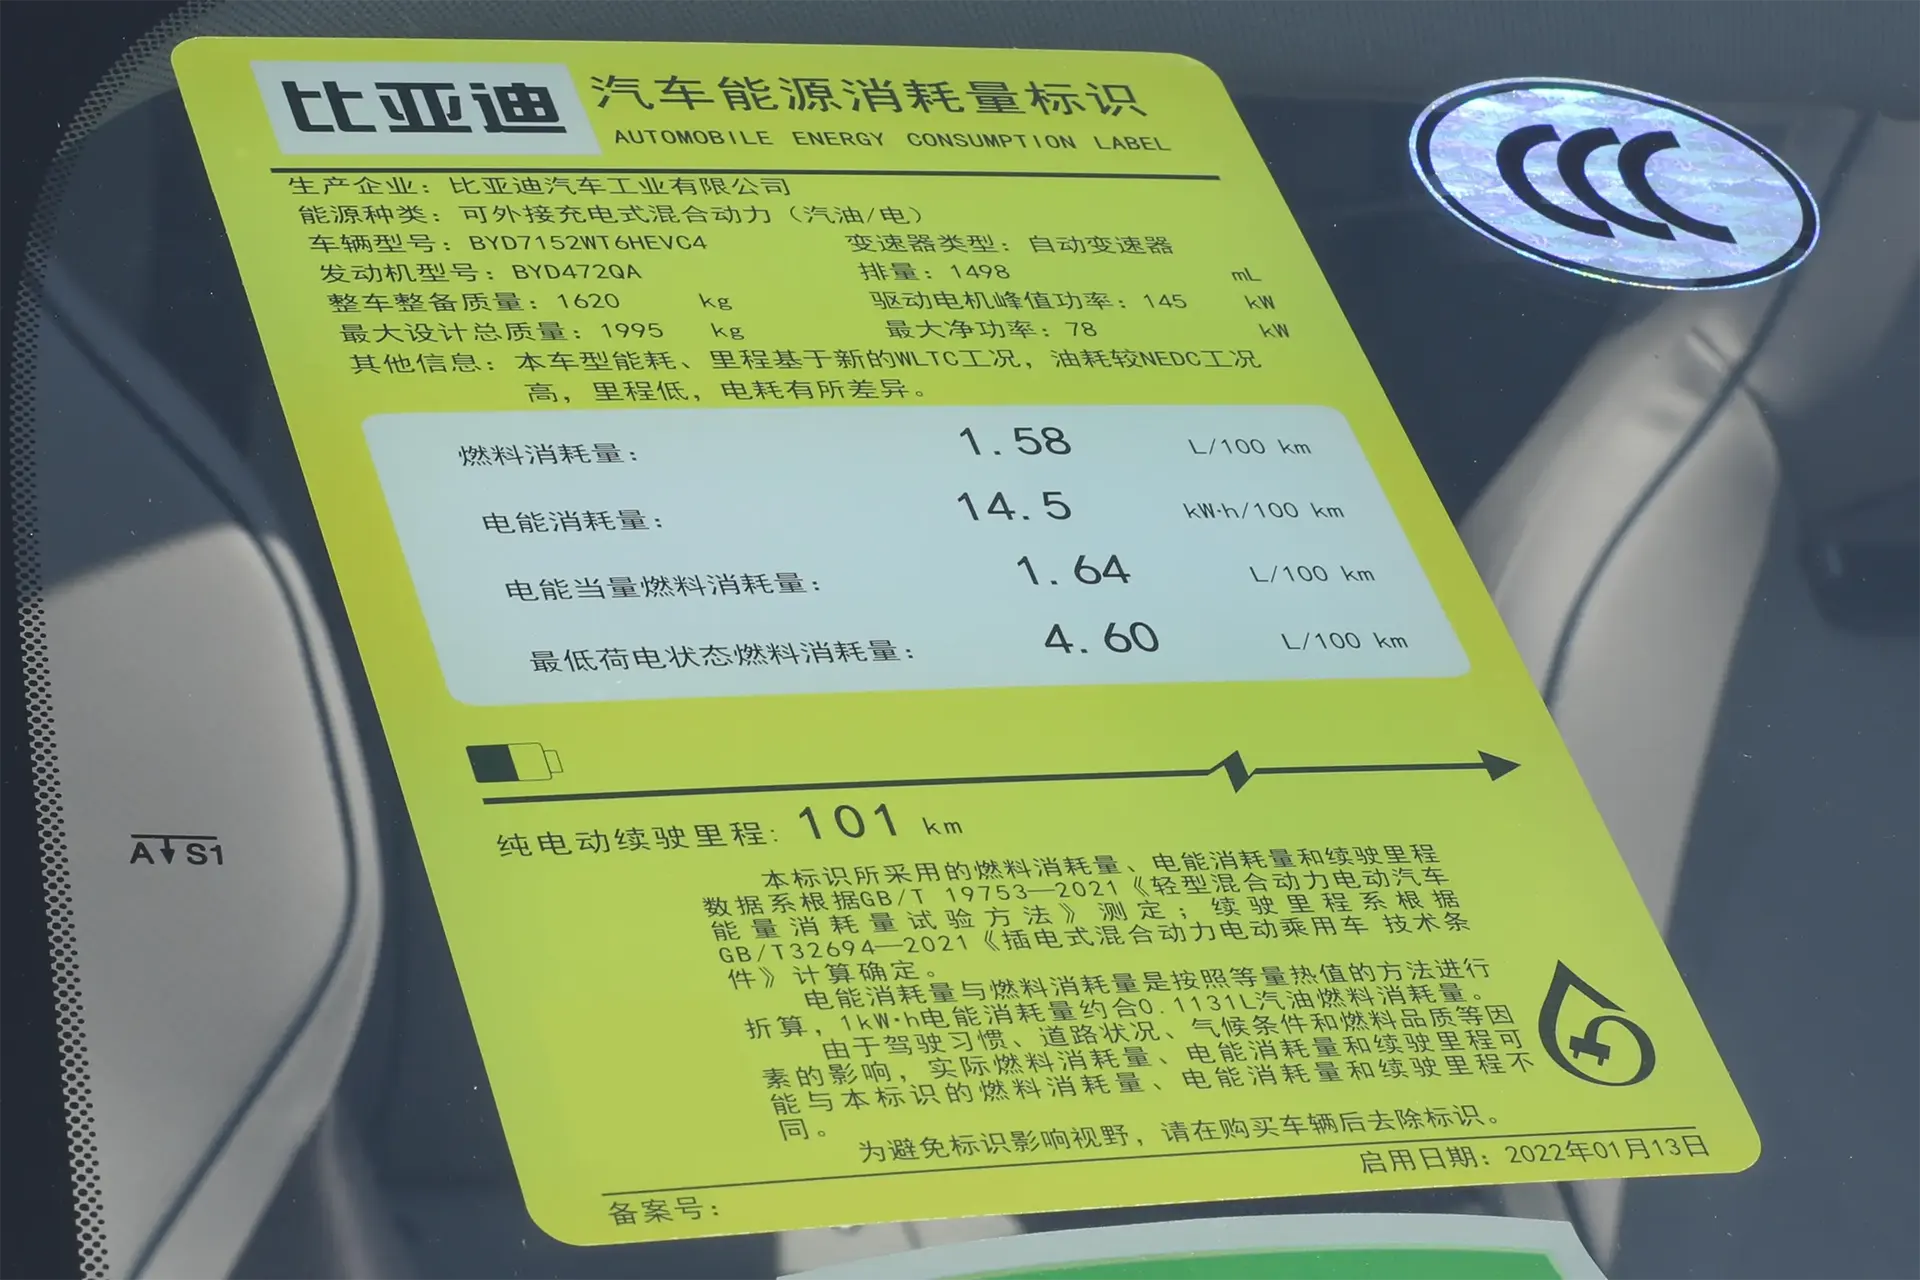 比亚迪 汽车能源消耗量标识
AUTOMOBILE ENERGY CONSUMPTION LABEL
CCC
生产企业：比亚迪汽车工业有限公司
能源种类：可外接充电式混合动力（汽油/电）
车辆型号：BYD7152WT6HEVC4 变速器类型：自动变速器
发动机型号：BYD472QA 排量：1498 mL
整车整备质量：1620 kg 驱动电机峰值功率：145 kW
最大设计总质量：1995 kg 最大净功率：78 kW
其他信息：本车型能耗、里程基于新的WLTC工况，油耗较NEDC工况
高，里程低，电耗有所差异。
燃料消耗量： 1.58 L/100 km
电能消耗量： 14.5 kW·h/100 km
电能当量燃料消耗量： 1.64 L/100 km
最低荷电状态燃料消耗量： 4.60 L/100 km
纯电动续驶里程：101 km
A S1
本标识所采用的燃料消耗量、电能消耗量和续驶里程
数据系根据GB/T 19753—2021《轻型混合动力电动汽车
能量消耗量试验方法》测定；续驶里程系根据
GB/T32694—2021《插电式混合动力电动乘用车 技术条
件》计算确定。
电能消耗量与燃料消耗量是按照等量热值的方法进行
折算，1kW·h电能消耗量约合0.1131L汽油燃料消耗量。
由于驾驶习惯、道路状况、气候条件和燃料品质等因
素的影响，实际燃料消耗量、电能消耗量和续驶里程可
能与本标识的燃料消耗量、电能消耗量和续驶里程不
同。
为避免标识影响视野，请在购买车辆后去除标识。
启用日期：2022年01月13日
备案号：